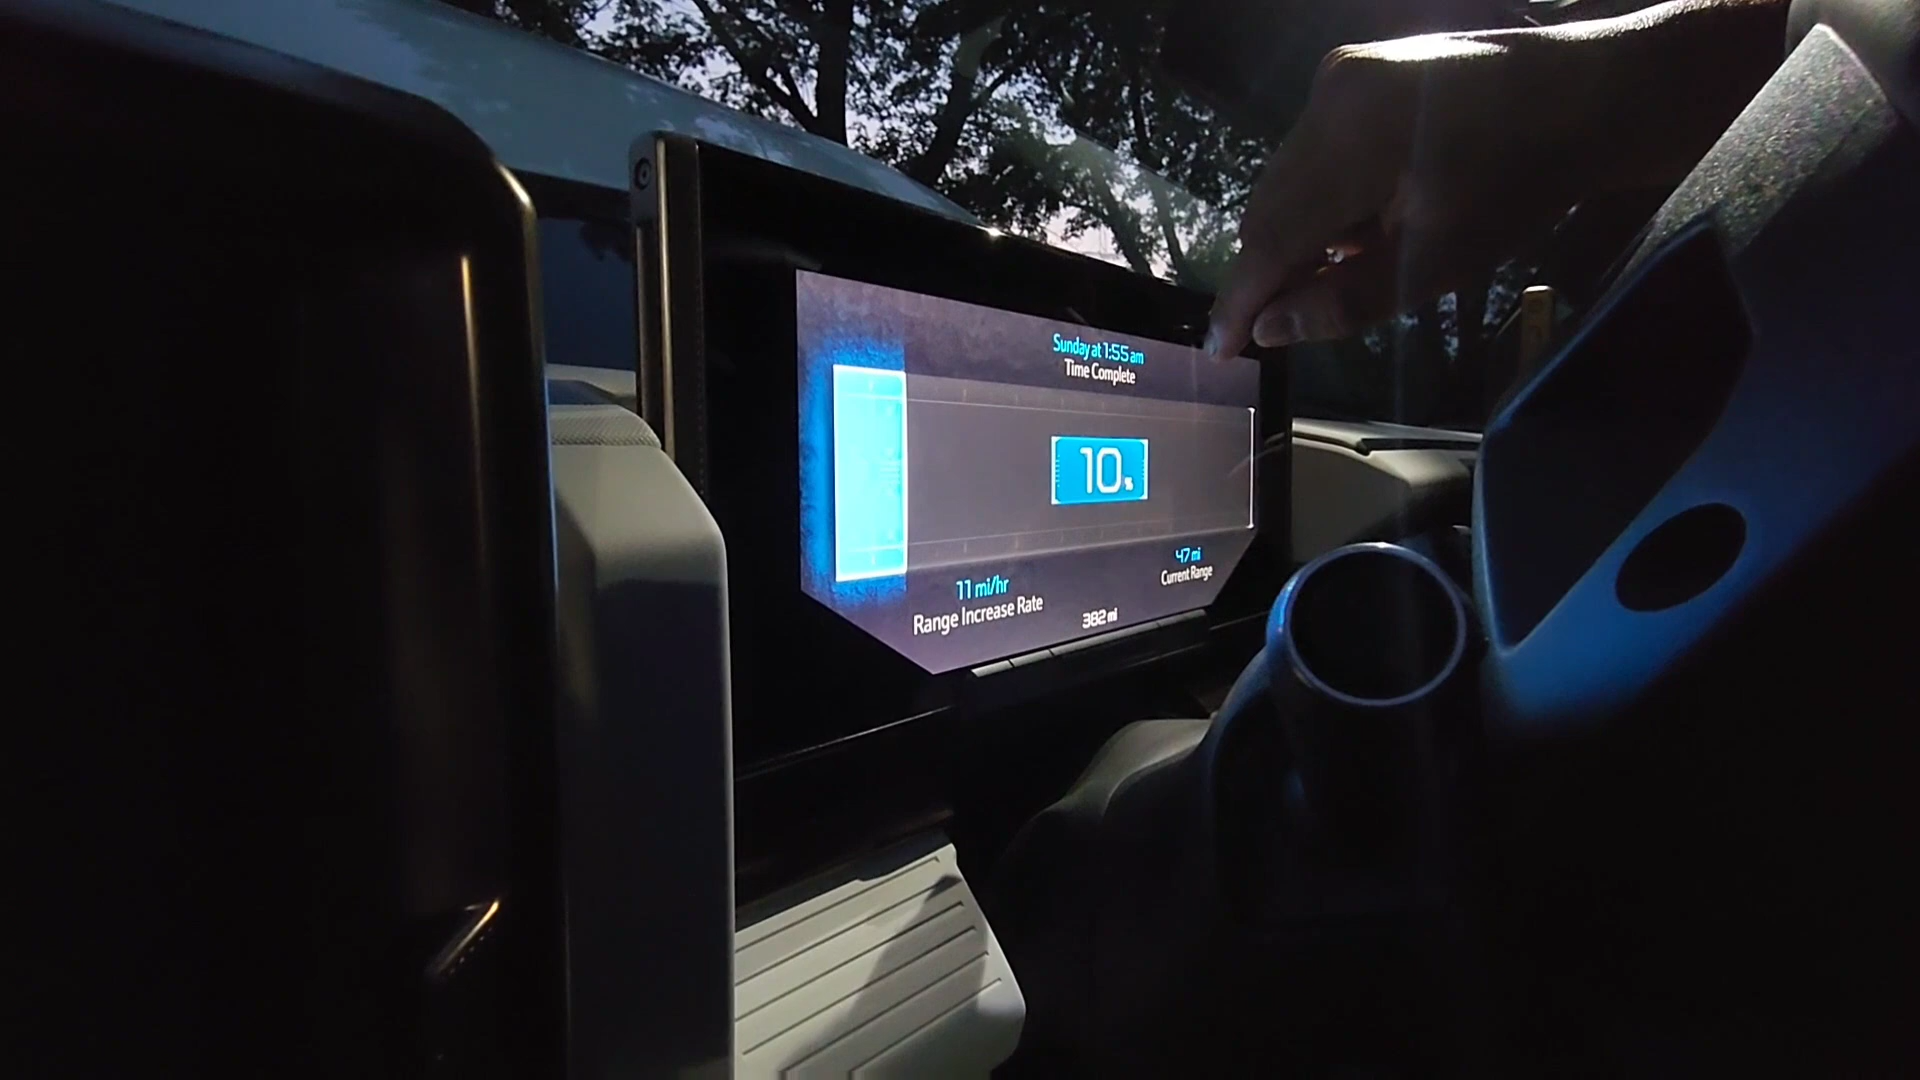 Sunday at 1:55 am
Time Complete
10%
47 mi
Current Range
11 mi/hr
Range Increase Rate
382 mi